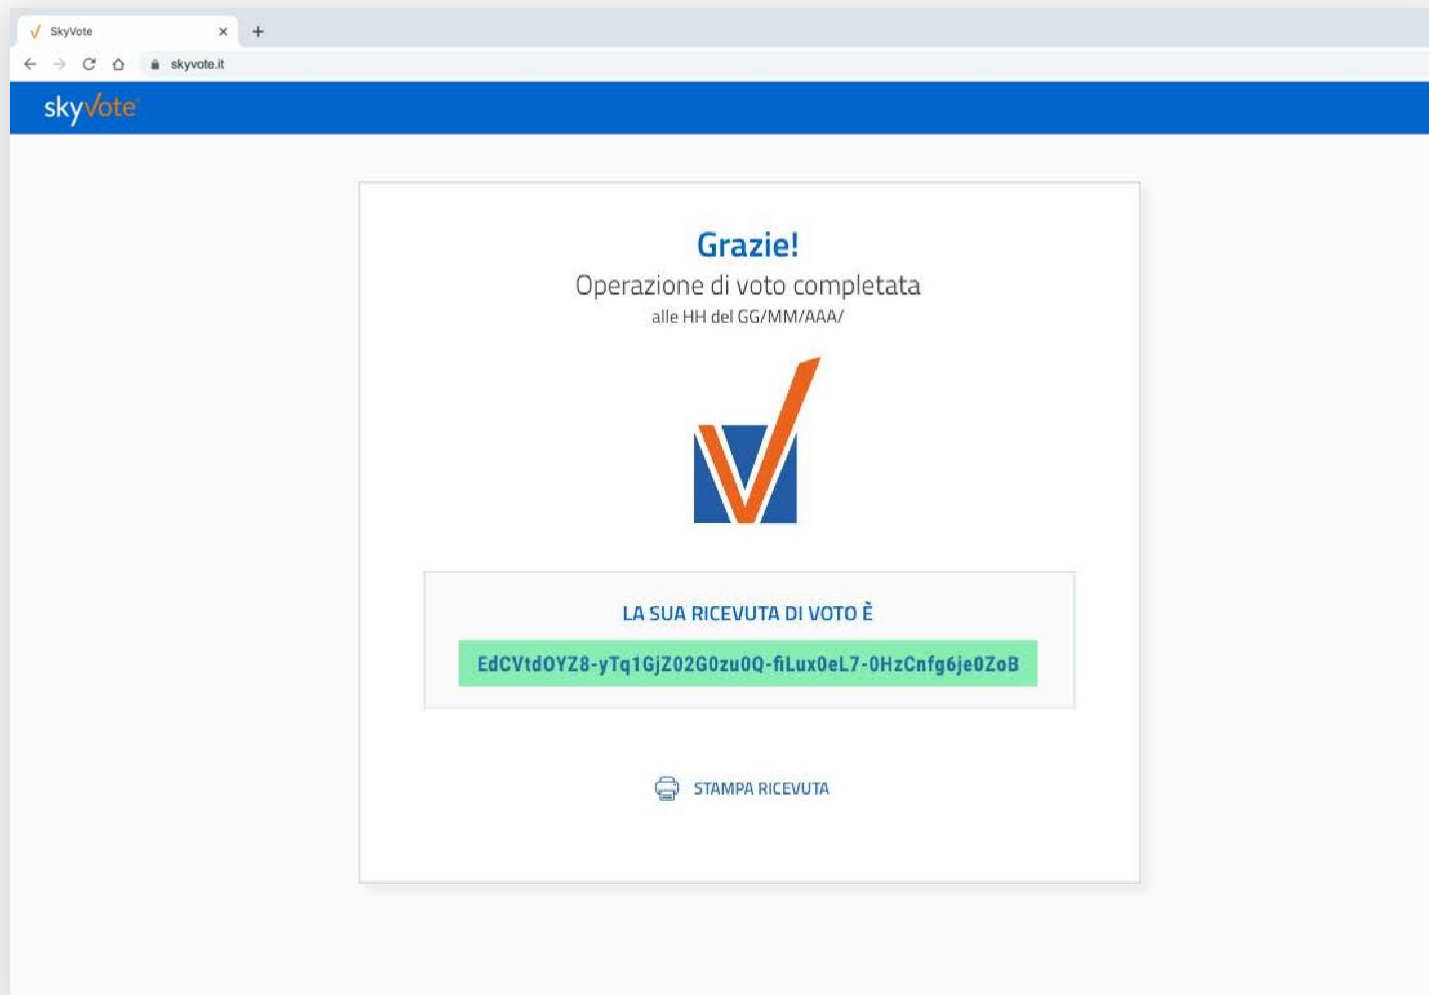 SkyVote
skyvote.it
skyvote
Grazie!
Operazione di voto completata
alle HH del GG/MM/AAA/
LA SUA RICEVUTA DI VOTO È
EdCVtdOYZ8-yTq1GjZ02G0zu0Q-fiLux0eL7-0HzCnfg6je0ZoB
STAMPA RICEVUTA